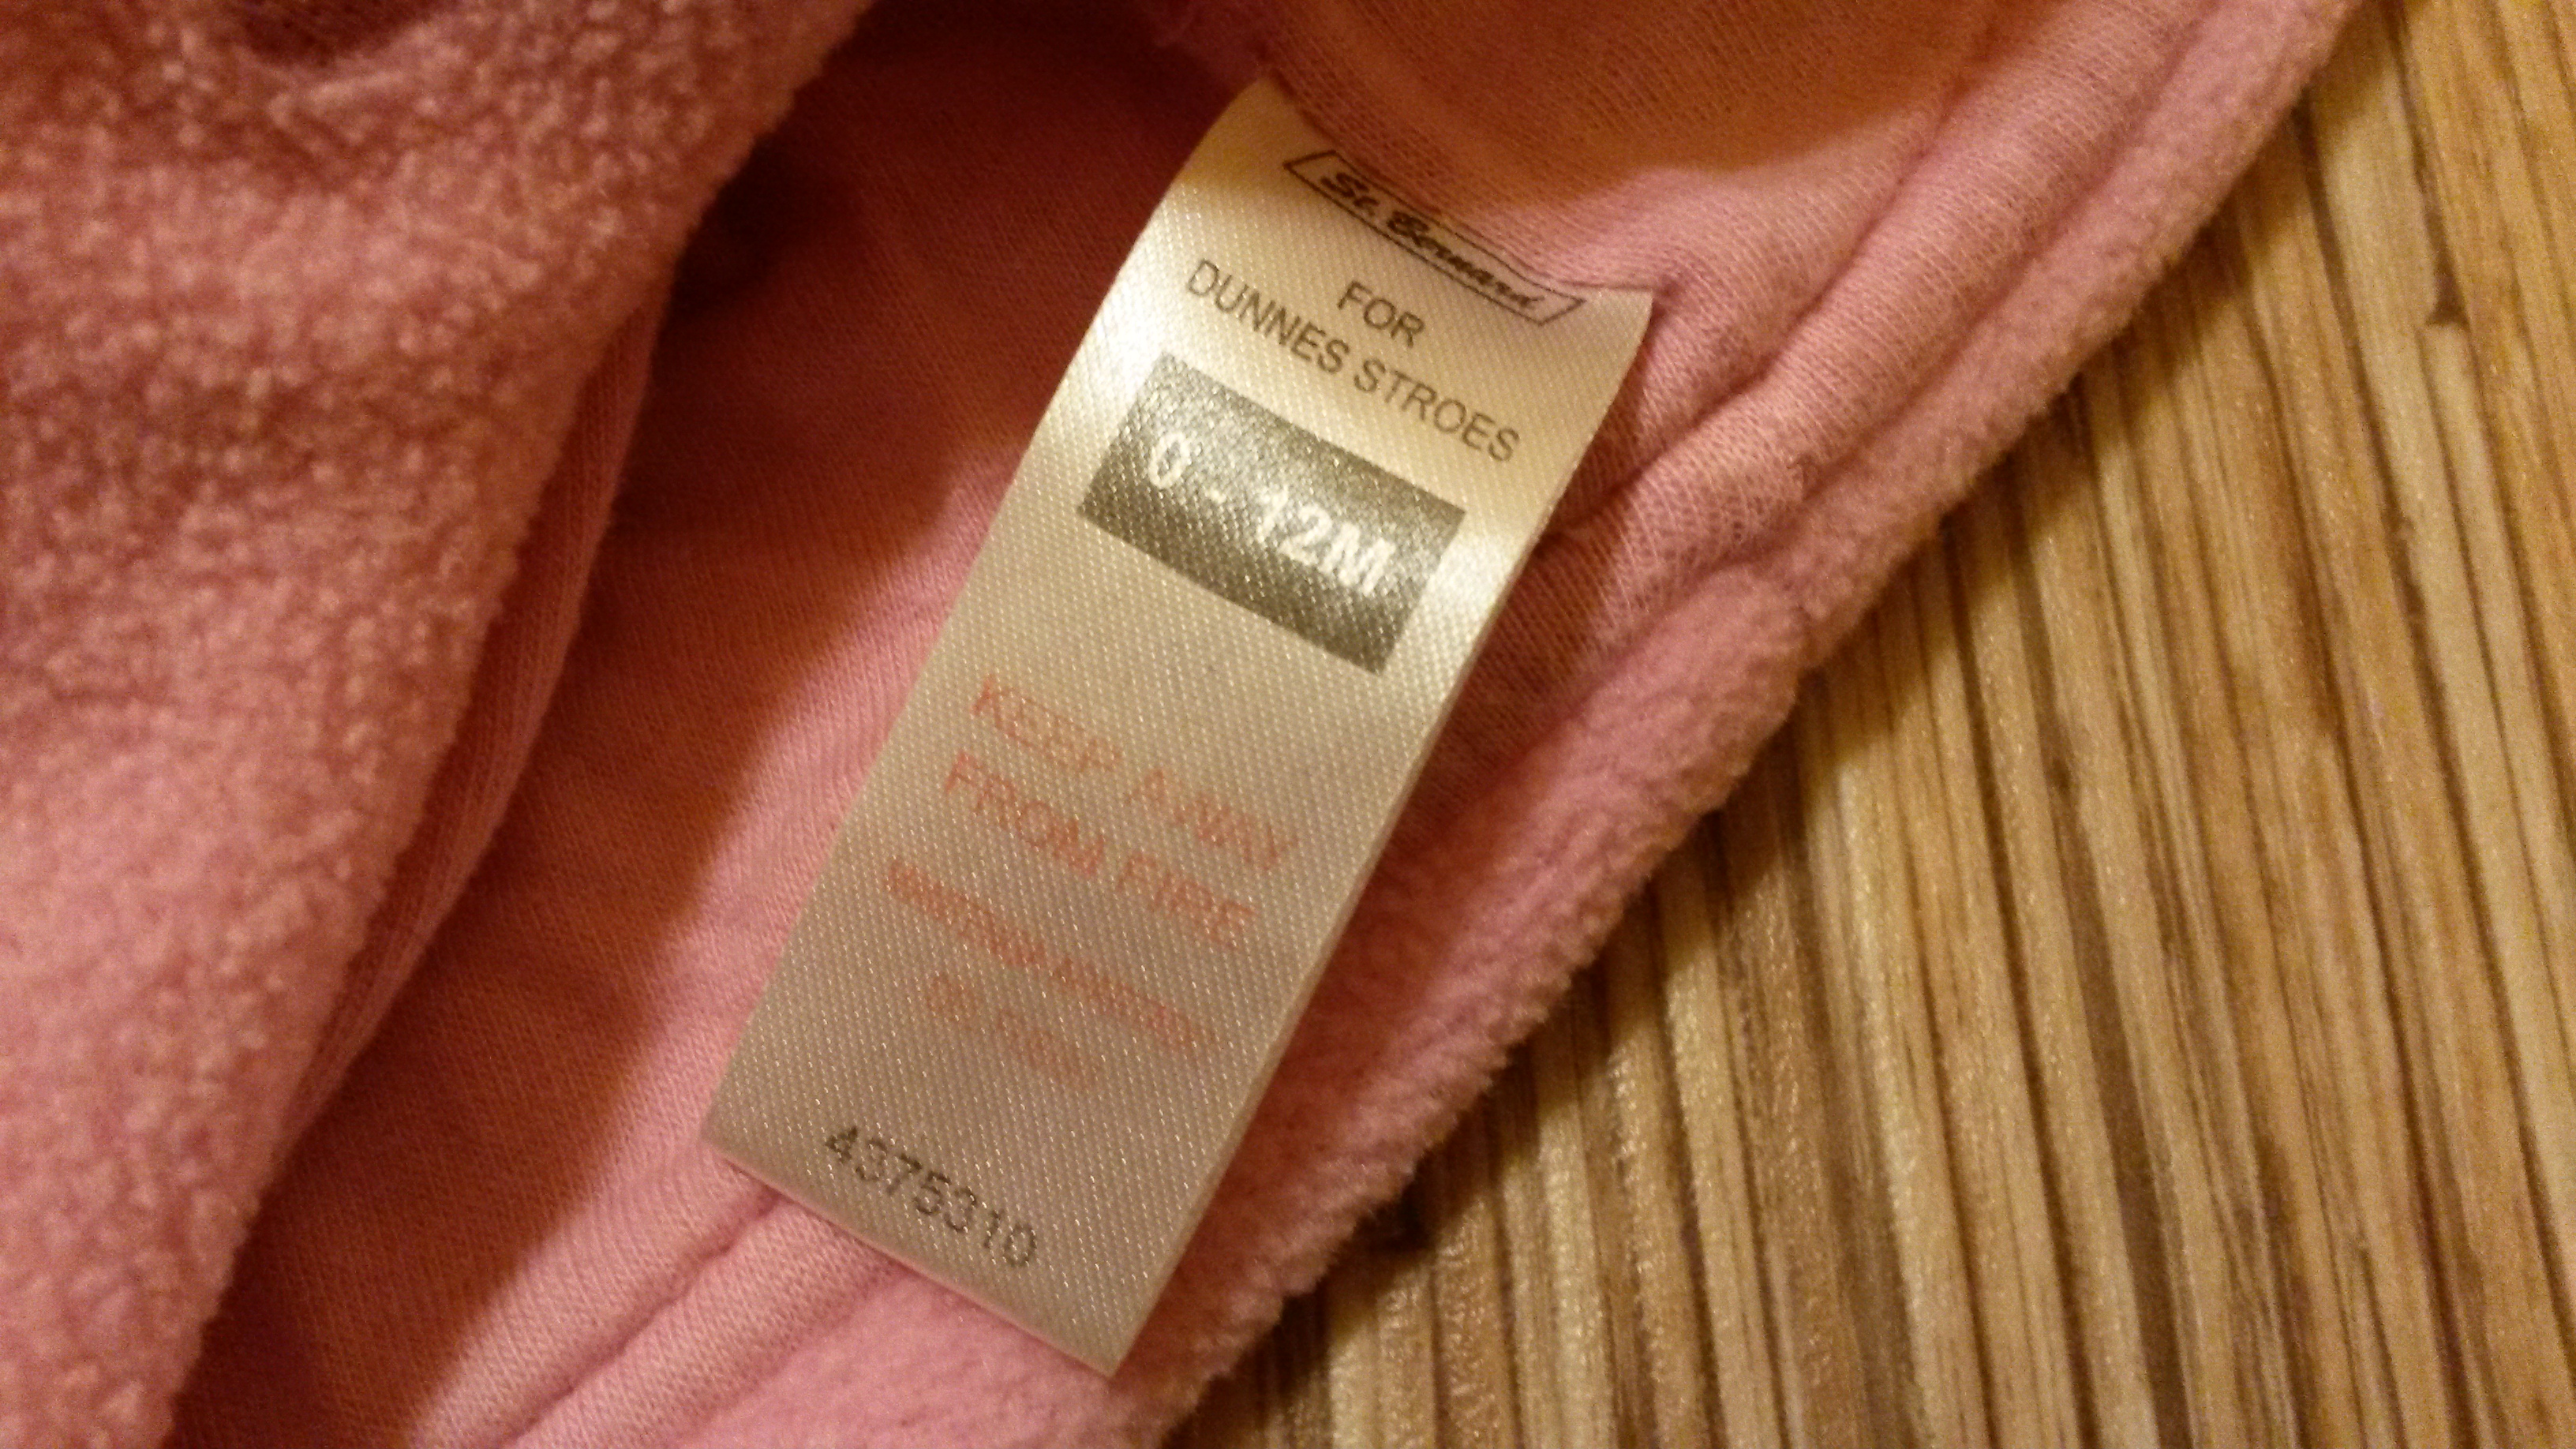 St. Bernard
FOR
DUNNES STROES
0 - 12M
KEEP AWAY
FROM FIRE
4375310